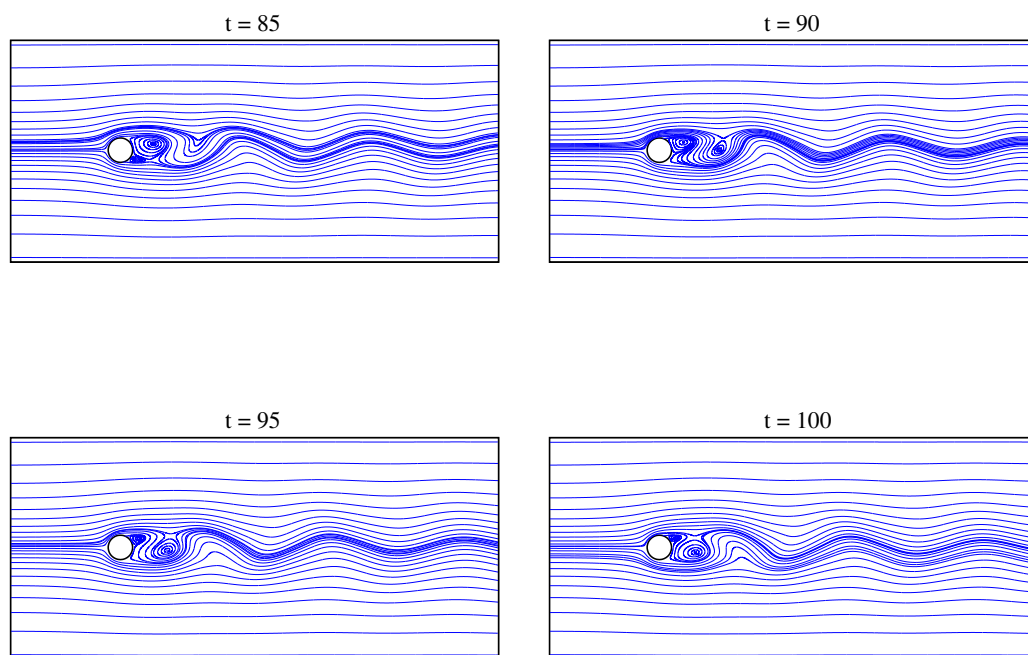 t = 85
t = 90
t = 95
t = 100